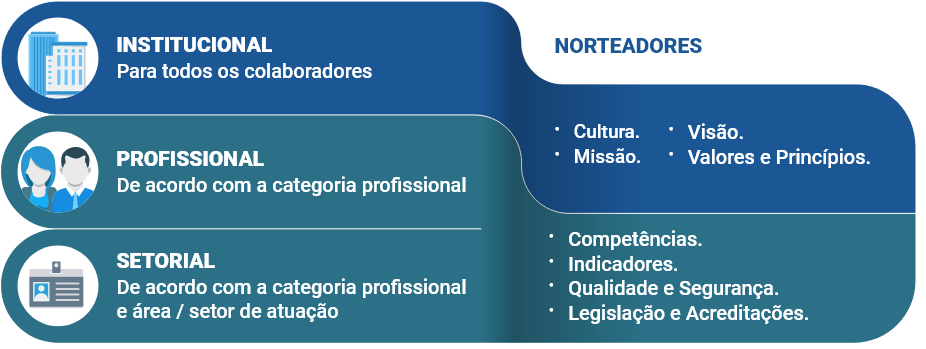 INSTITUCIONAL
Para todos os colaboradores
PROFISSIONAL
De acordo com a categoria profissional
SETORIAL
De acordo com a categoria profissional
e área / setor de atuação
NORTEADORES
• Cultura. • Visão.
• Missão. • Valores e Princípios.
• Competências.
• Indicadores.
• Qualidade e Segurança.
• Legislação e Acreditações.